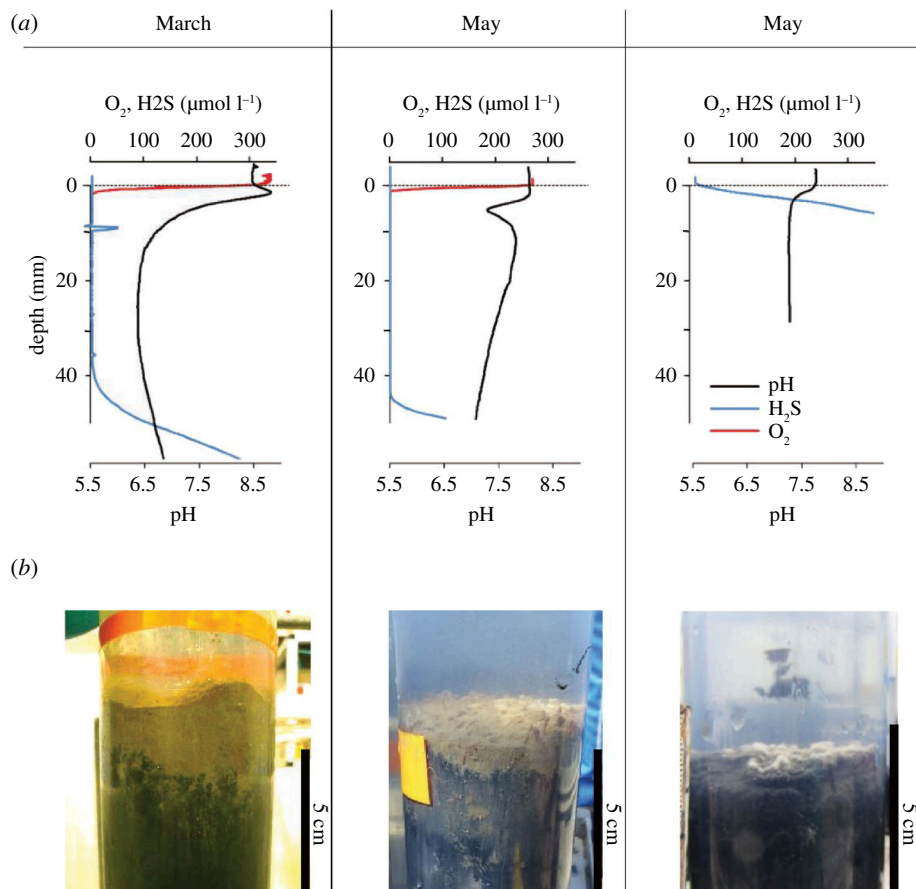 (a)
March
May
May
O₂, H2S (µmol l⁻¹)
O₂, H2S (µmol l⁻¹)
O₂, H2S (µmol l⁻¹)
0 100 200 300
0 100 200 300
0 100 200 300
0
20
40
depth (mm)
0
20
40
0
20
40
pH
H₂S
O₂
5.5 6.5 7.5 8.5
5.5 6.5 7.5 8.5
5.5 6.5 7.5 8.5
pH
pH
pH
(b)
5 cm
5 cm
5 cm